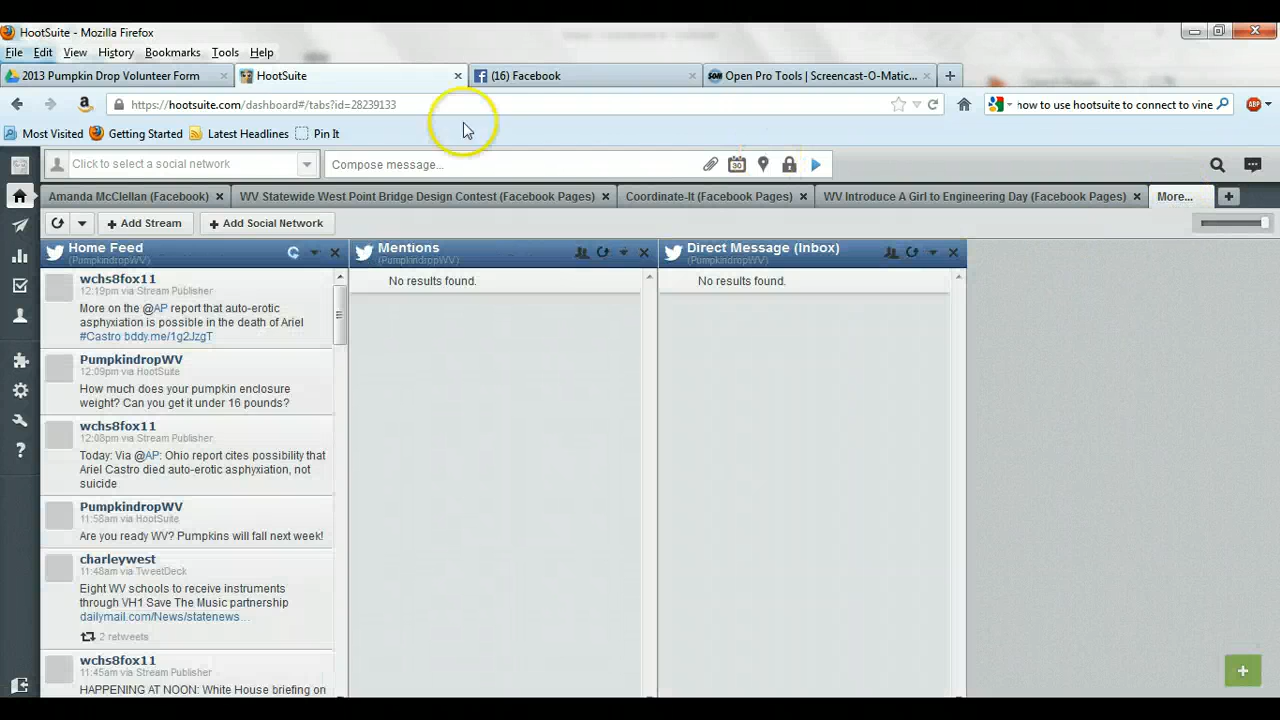 HootSuite - Mozilla Firefox
File Edit View History Bookmarks Tools Help
2013 Pumpkin Drop Volunteer Form
HootSuite
(16) Facebook
Open Pro Tools | Screencast-O-Matic...
https://hootsuite.com/dashboard#/tabs?id=28239133
how to use hootsuite to connect to vine
ABP
Most Visited Getting Started Latest Headlines Pin It
Click to select a social network
Compose message...
30
Amanda McClellan (Facebook)
WV Statewide West Point Bridge Design Contest (Facebook Pages)
Coordinate-It (Facebook Pages)
WV Introduce A Girl to Engineering Day (Facebook Pages)
More...
Add Stream
Add Social Network
Home Feed
(PumpkindropWV)
wchs8fox11
12:19pm via Stream Publisher
More on the @AP report that auto-erotic
asphyxiation is possible in the death of Ariel
#Castro bddy.me/1g2JzgT
PumpkindropWV
12:09pm via HootSuite
How much does your pumpkin enclosure
weight? Can you get it under 16 pounds?
wchs8fox11
12:08pm via Stream Publisher
Today: Via @AP: Ohio report cites possibility that
Ariel Castro died auto-erotic asphyxiation, not
suicide
PumpkindropWV
11:58am via HootSuite
Are you ready WV? Pumpkins will fall next week!
charleywest
11:48am via TweetDeck
Eight WV schools to receive instruments
through VH1 Save The Music partnership
dailymail.com/News/statenews...
2 retweets
wchs8fox11
11:45am via Stream Publisher
HAPPENING AT NOON: White House briefing on
Mentions
(PumpkindropWV)
No results found.
Direct Message (Inbox)
(PumpkindropWV)
No results found.